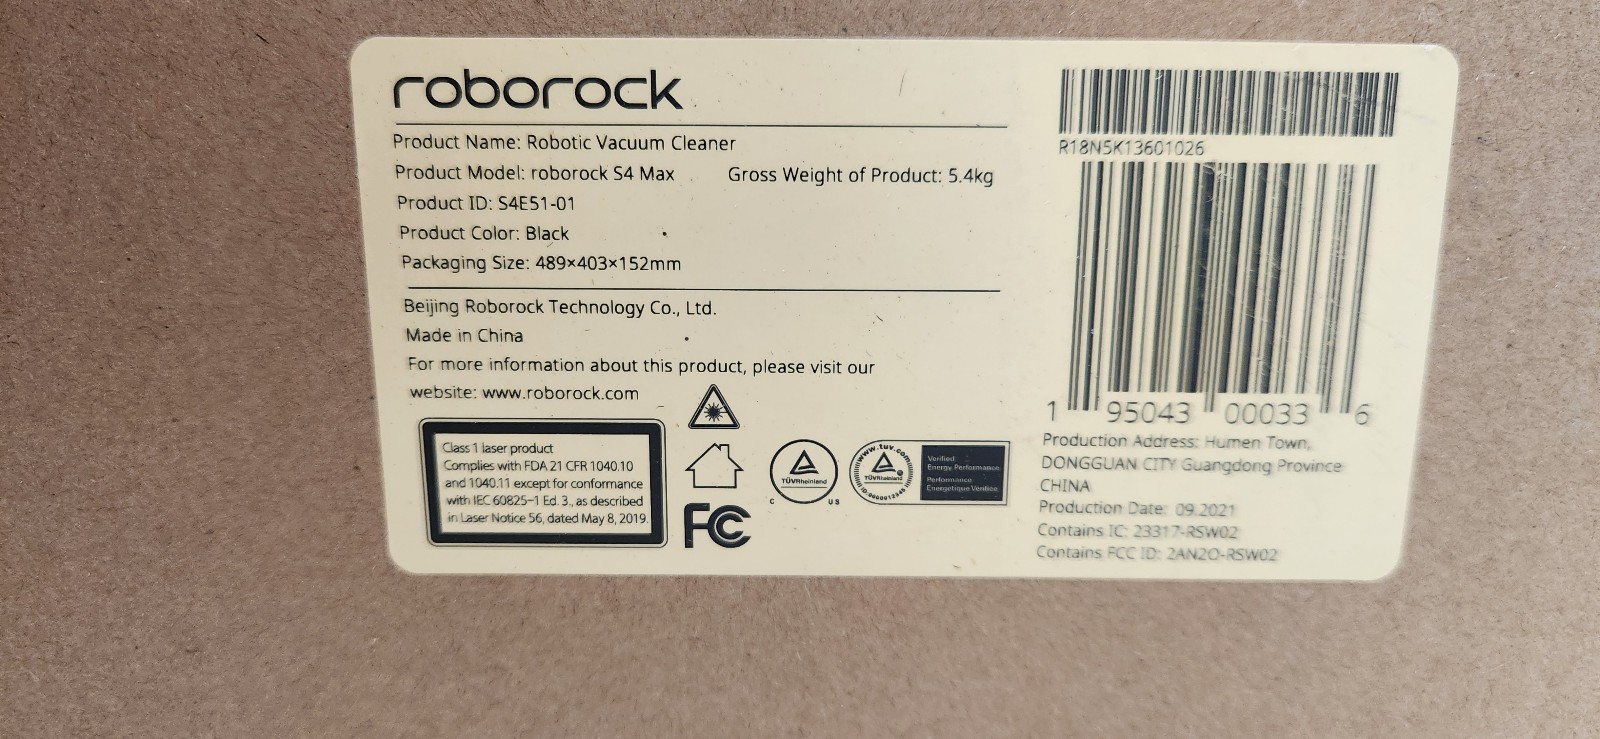 roborock
Product Name: Robotic Vacuum Cleaner
Product Model: roborock S4 Max Gross Weight of Product: 5.4kg
Product ID: S4E51-01
Product Color: Black
Packaging Size: 489×403×152mm
Beijing Roborock Technology Co., Ltd.
Made in China
For more information about this product, please visit our
website: www.roborock.com
Class 1 laser product
Complies with FDA 21 CFR 1040.10
and 1040.11 except for conformance
with IEC 60825-1 Ed. 3., as described
in Laser Notice 56, dated May 8, 2019.
FC
TÜVRheinland
C US
www.tuv.com
TÜVRheinland
Verified
Energy Performance
Performance
Énergétique Vérifiée
R18N5K13601026
1 95043 00033 6
Production Address: Humen Town,
DONGGUAN CITY Guangdong Province
CHINA
Production Date: 09.2021
Contains IC: 23317-RSW02
Contains FCC ID: 2AN2O-RSW02